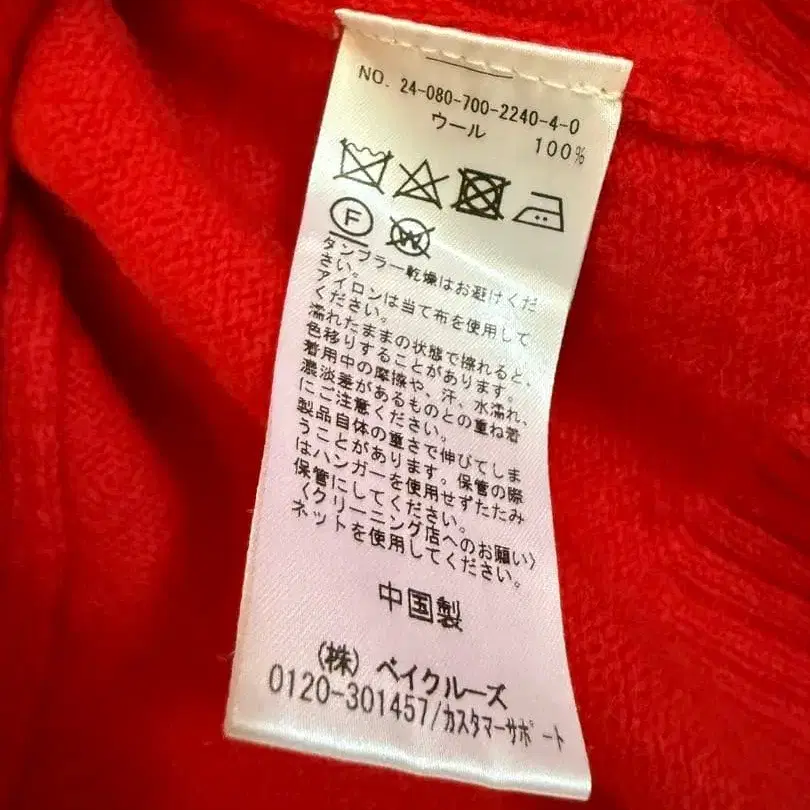 NO. 24-080-700-2240-4-0
ウール 100%
F W
タンブラー乾燥はお避けくだ
さい。
アイロンは当て布を使用して
ください。
濡れたままの状態で擦れると、
色移りすることがあります。
着用中の摩擦や、汗、水濡れ、
濃淡差があるものとの重ね着
にご注意ください。
製品自体の重さで伸びてしま
うことがあります。保管の際
はハンガーを使用せずたたみ
保管にしてください。
〈クリーニング店へのお願い〉
ネットを使用してください。
中国製
(株) ベイクルーズ
0120-301457/カスタマーサポート